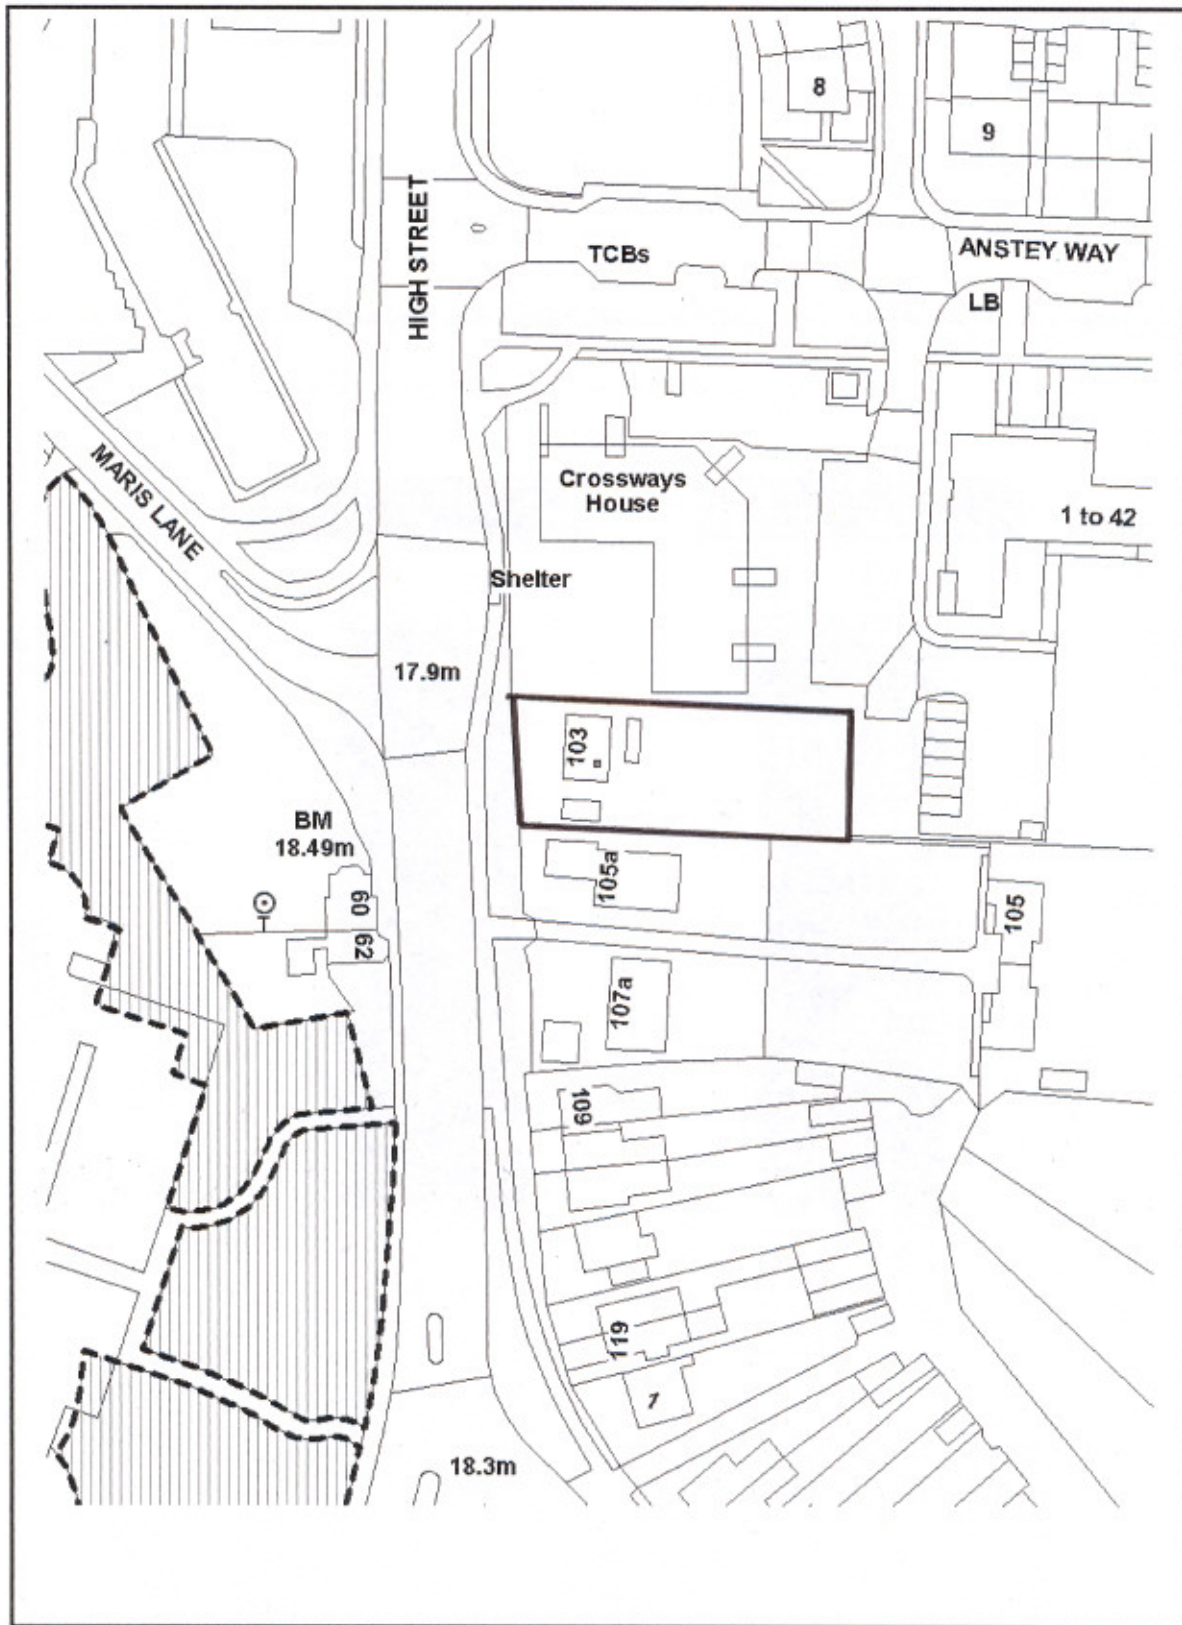 8
9
HIGH STREET
TCBs
ANSTEY WAY
LB
MARIS LANE
Crossways
House
1 to 42
Shelter
17.9m
103
BM
18.49m
105a
60
105
62
107a
109
119
1
18.3m